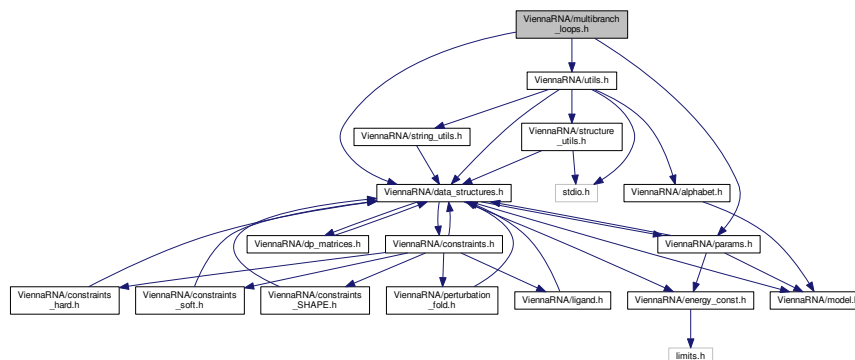 ViennaRNA/multibranch
_loops.h
ViennaRNA/utils.h
ViennaRNA/string_utils.h
ViennaRNA/structure
_utils.h
ViennaRNA/data_structures.h
stdio.h
ViennaRNA/alphabet.h
ViennaRNA/dp_matrices.h
ViennaRNA/constraints.h
ViennaRNA/params.h
ViennaRNA/constraints
_hard.h
ViennaRNA/constraints
_soft.h
ViennaRNA/constraints
_SHAPE.h
ViennaRNA/perturbation
_fold.h
ViennaRNA/ligand.h
ViennaRNA/energy_const.h
ViennaRNA/model.h
limits.h